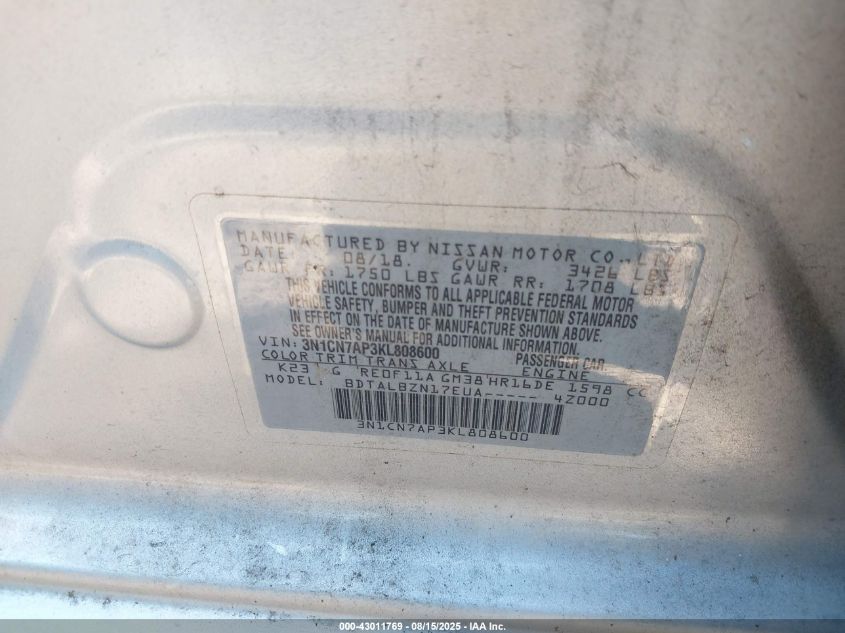 MANUFACTURED BY NISSAN MOTOR CO., LTD
DATE: 08/18. GVWR: 3426 LBS
GAWR FR: 1750 LBS GAWR RR: 1708 LBS
THIS VEHICLE CONFORMS TO ALL APPLICABLE FEDERAL MOTOR
VEHICLE SAFETY, BUMPER AND THEFT PREVENTION STANDARDS
IN EFFECT ON THE DATE OF MANUFACTURE SHOWN ABOVE.
SEE OWNER'S MANUAL FOR ADDITIONAL INFORMATION.
VIN: 3N1CN7AP3KL808600 PASSENGER CAR
COLOR TRIM TRANS AXLE ENGINE
K23 G RE0F11A GM38 HR16DE 1598 CC
MODEL: BDTALBZN17EUA----- 4Z000
3N1CN7AP3KL808600
000-43011769 - 08/15/2025 - IAA Inc.